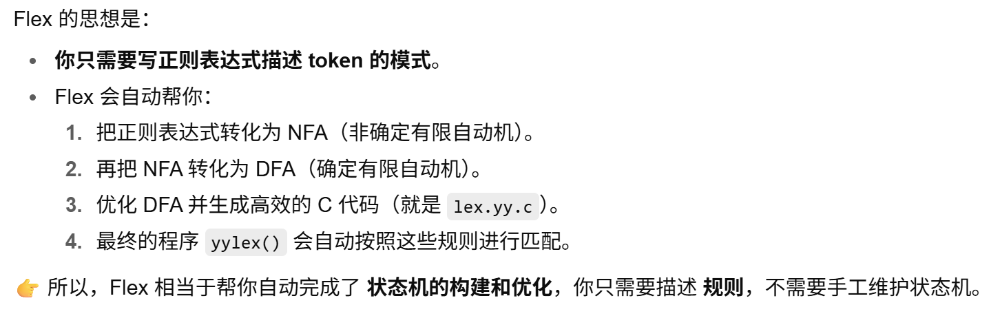 Flex 的思想是：
• 你只需要写正则表达式描述 token 的模式。
• Flex 会自动帮你：
1. 把正则表达式转化为 NFA（非确定有限自动机）。
2. 再把 NFA 转化为 DFA（确定有限自动机）。
3. 优化 DFA 并生成高效的 C 代码（就是 lex.yy.c）。
4. 最终的程序 yylex() 会自动按照这些规则进行匹配。
👉 所以，Flex 相当于帮你自动完成了 状态机的构建和优化，你只需要描述 规则，不需要手工维护状态机。